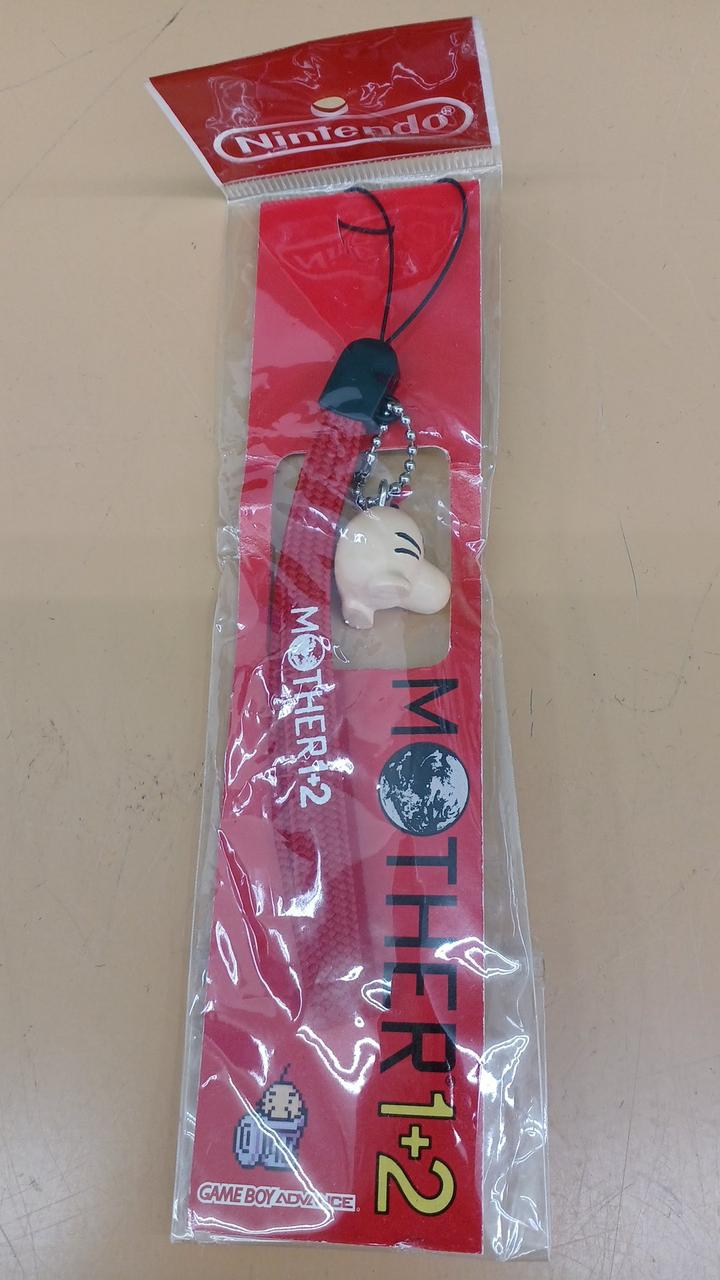 Nintendo®
MOTHER1+2
MOTHER1+2
GAME BOY ADVANCE